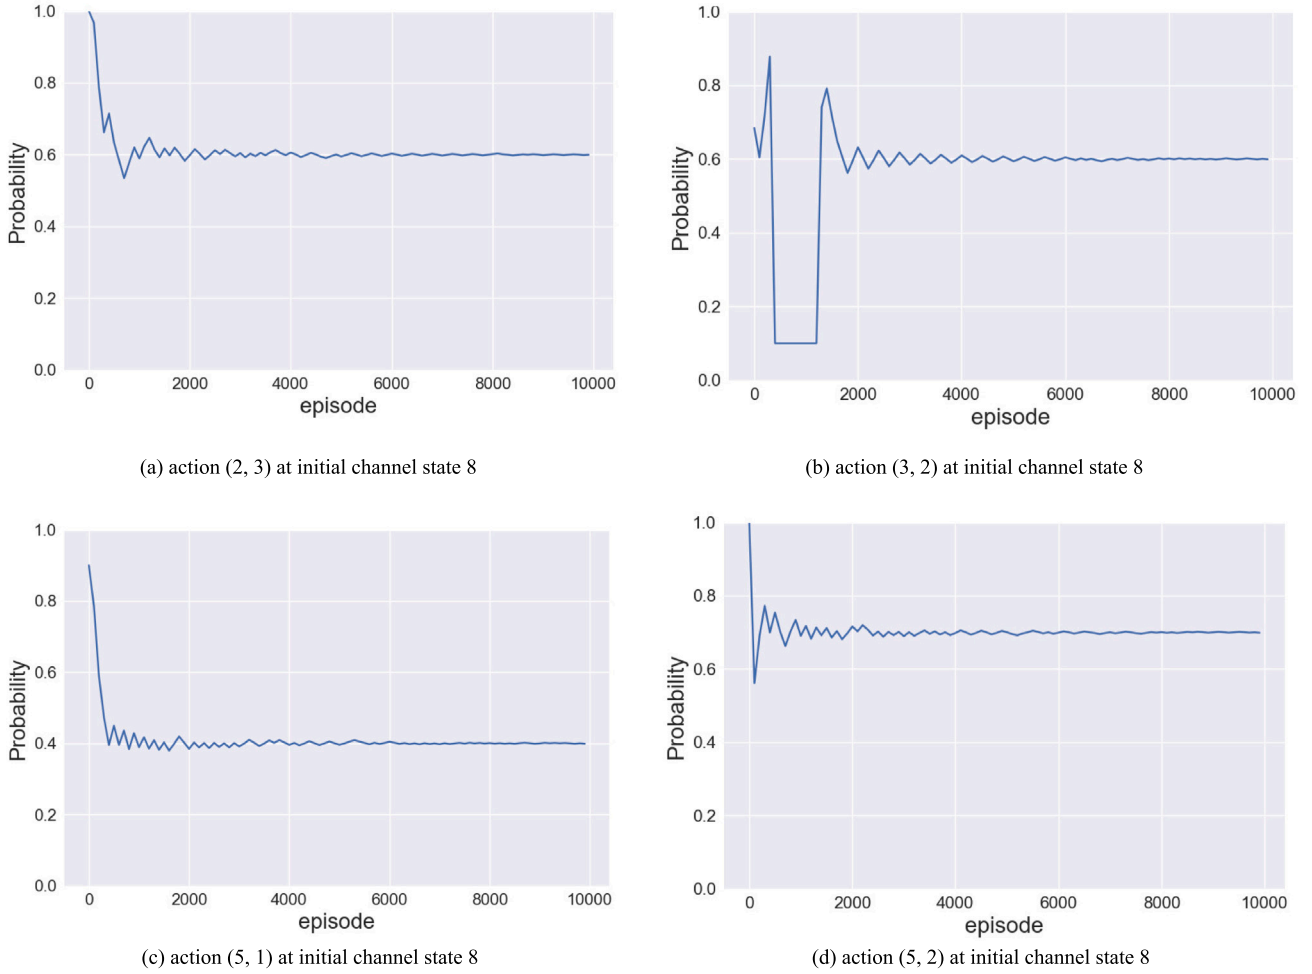 1.0
0.8
0.6
0.4
0.2
0.0
Probability
0 2000 4000 6000 8000 10000
episode
(a) action (2, 3) at initial channel state 8
1.0
0.8
0.6
0.4
0.2
0.0
Probability
0 2000 4000 6000 8000 10000
episode
(b) action (3, 2) at initial channel state 8
1.0
0.8
0.6
0.4
0.2
0.0
Probability
0 2000 4000 6000 8000 10000
episode
(c) action (5, 1) at initial channel state 8
1.0
0.8
0.6
0.4
0.2
0.0
Probability
0 2000 4000 6000 8000 10000
episode
(d) action (5, 2) at initial channel state 8